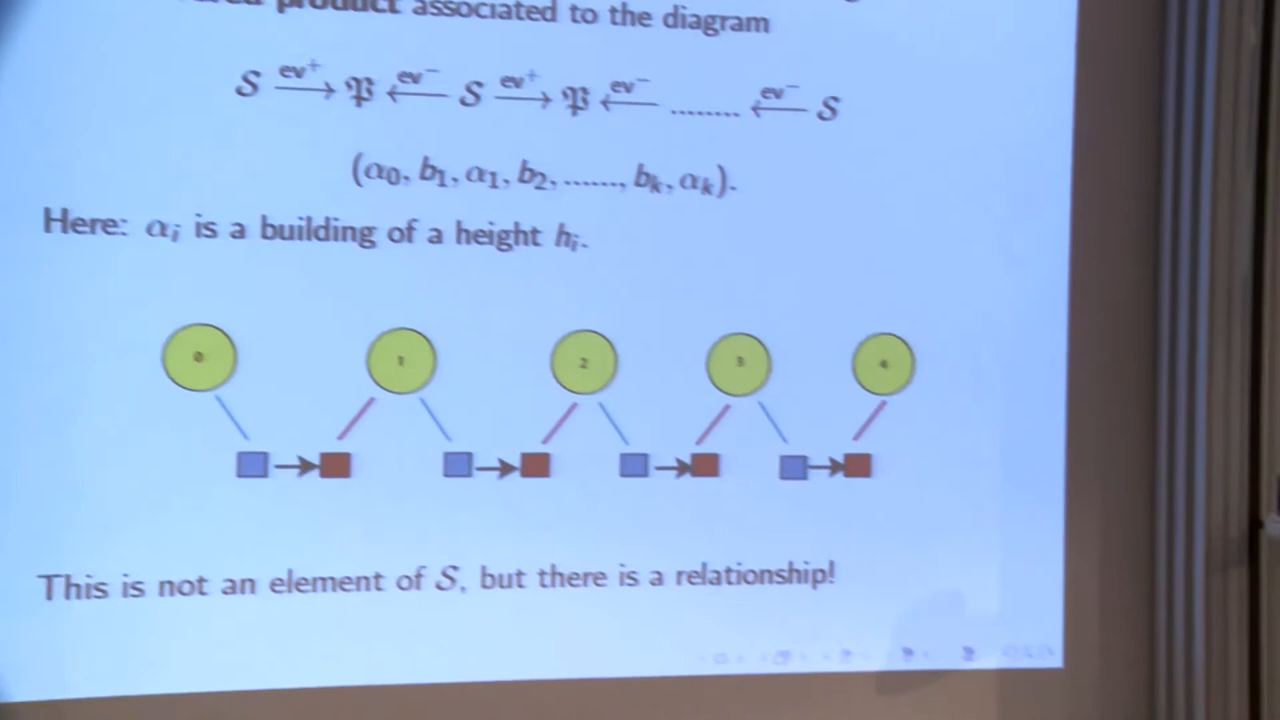 product associated to the diagram
S ev⁺→ 𝔓 ←ev⁻ S ev⁺→ 𝔓 ←ev⁻ ........ ←ev⁻ S
(α₀, b₁, α₁, b₂, ......, bₖ, αₖ).
Here: αᵢ is a building of a height hᵢ.
0 1 2 3 4
This is not an element of S, but there is a relationship!